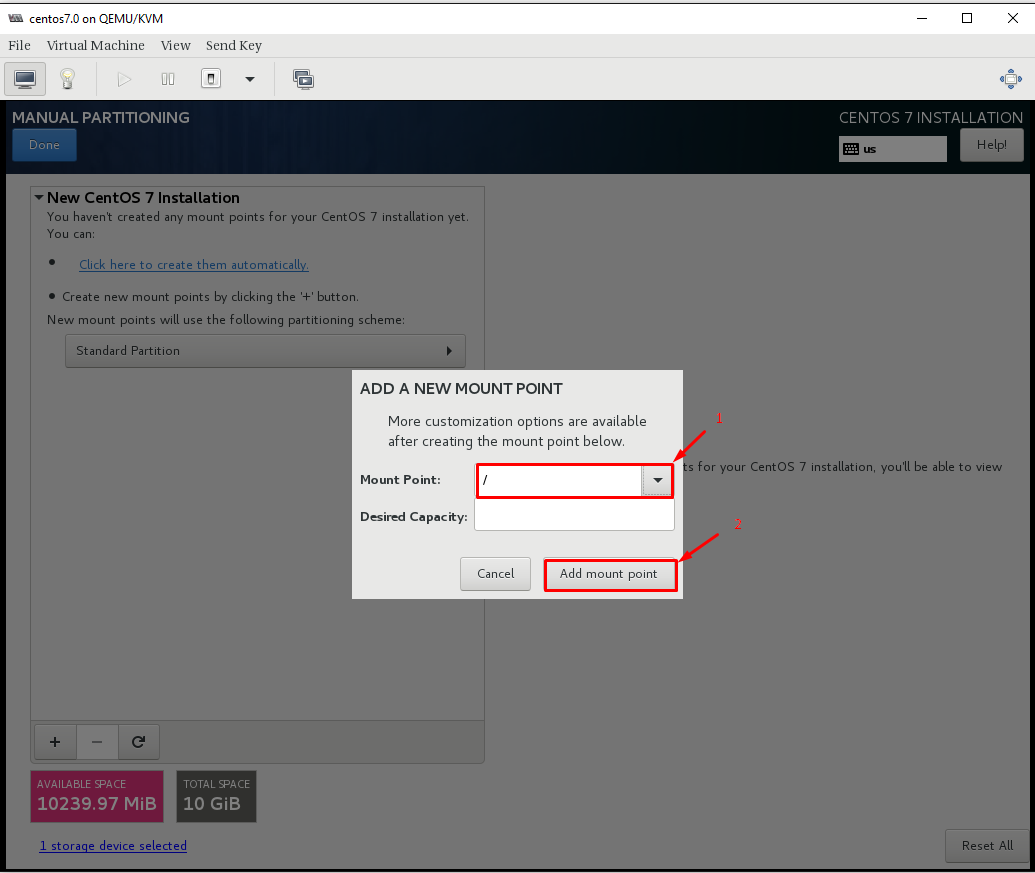 centos7.0 on QEMU/KVM
File Virtual Machine View Send Key
MANUAL PARTITIONING
Done
CENTOS 7 INSTALLATION
us
Help!
New CentOS 7 Installation
You haven't created any mount points for your CentOS 7 installation yet.
You can:
Click here to create them automatically.
Create new mount points by clicking the '+' button.
New mount points will use the following partitioning scheme:
Standard Partition
ADD A NEW MOUNT POINT
More customization options are available
after creating the mount point below.
Mount Point: /
Desired Capacity:
Cancel Add mount point
1
2
ts for your CentOS 7 installation, you'll be able to view
+ −
AVAILABLE SPACE
10239.97 MiB
TOTAL SPACE
10 GiB
1 storage device selected
Reset All